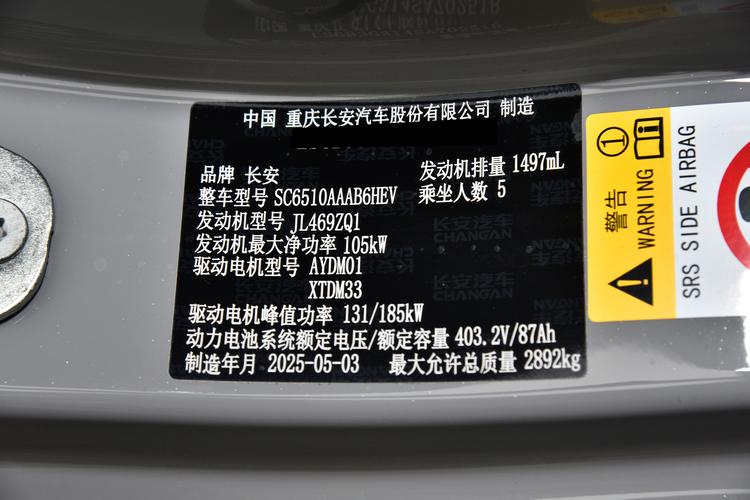 中国 重庆长安汽车股份有限公司 制造
品牌 长安 发动机排量 1497mL
整车型号 SC6510AAAB6HEV 乘坐人数 5
发动机型号 JL469ZQ1
发动机最大净功率 105kW
驱动电机型号 AYDM01
XTDM33
驱动电机峰值功率 131/185kW
动力电池系统额定电压/额定容量 403.2V/87Ah
制造年月 2025-05-03 最大允许总质量 2892kg
警告
WARNING
SRS SIDE AIRBAG